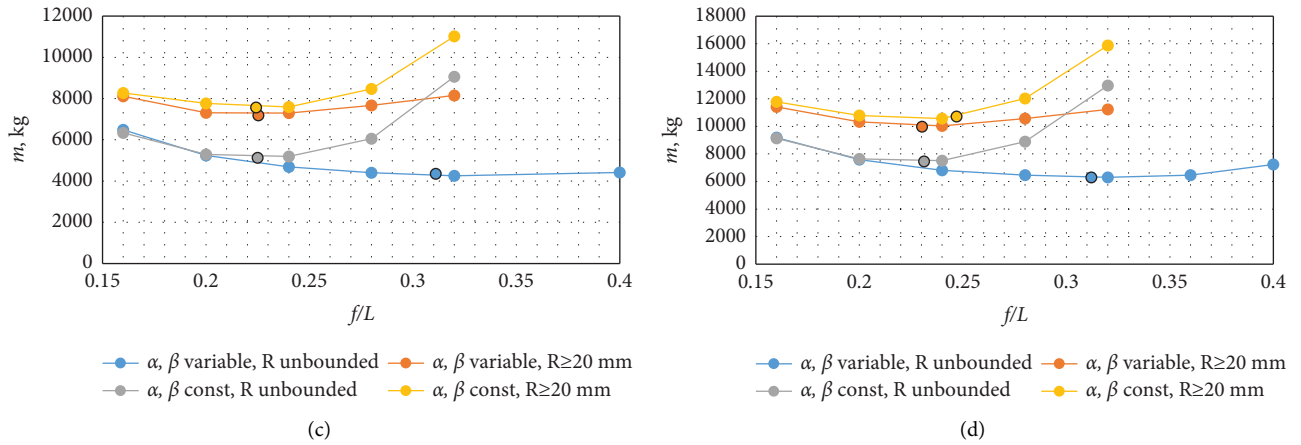 12000
10000
8000
6000
4000
2000
0
m, kg
0.15 0.2 0.25 0.3 0.35 0.4
f/L
α, β variable, R unbounded
α, β variable, R≥20 mm
α, β const, R unbounded
α, β const, R≥20 mm
(c)
18000
16000
14000
12000
10000
8000
6000
4000
2000
0
m, kg
0.15 0.2 0.25 0.3 0.35 0.4
f/L
α, β variable, R unbounded
α, β variable, R≥20 mm
α, β const, R unbounded
α, β const, R≥20 mm
(d)